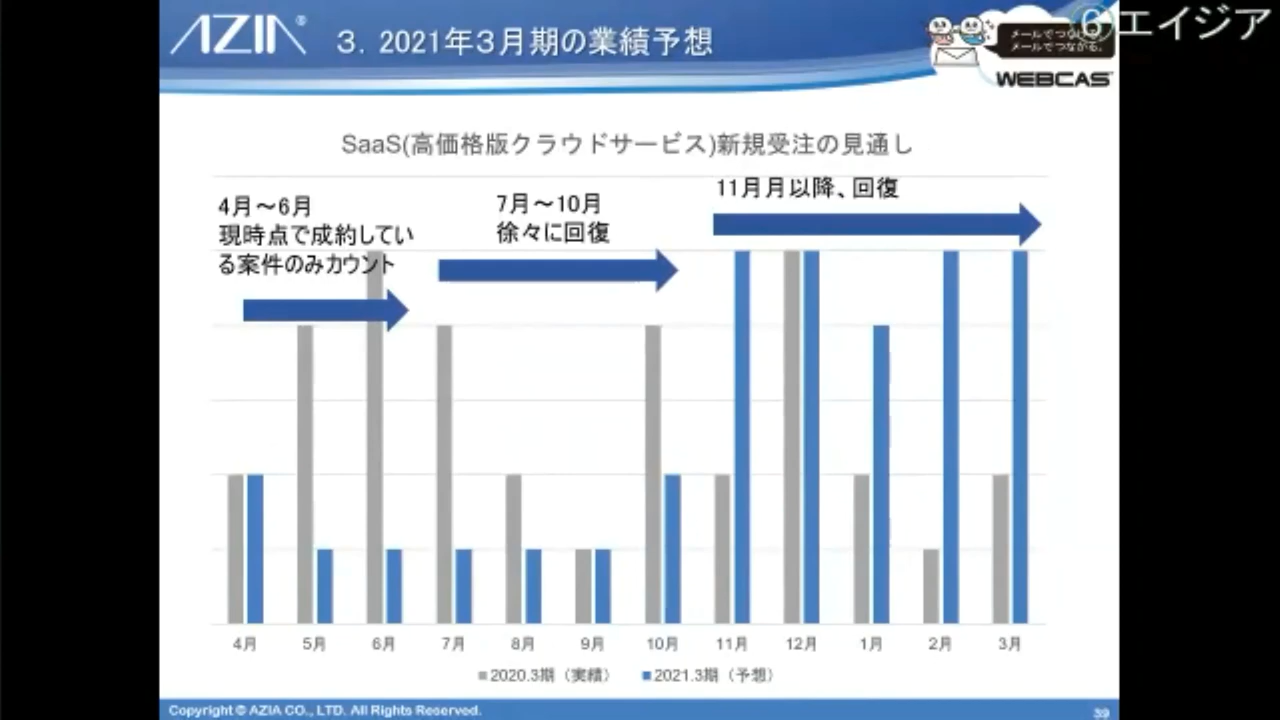 AZIA®
3. 2021年3月期の業績予想
⑥エイジア
メールでつながる。
WEBCAS
SaaS(高価格版クラウドサービス)新規受注の見通し
4月～6月
現時点で成約してい
る案件のみカウント
7月～10月
徐々に回復
11月月以降、回復
4月 5月 6月 7月 8月 9月 10月 11月 12月 1月 2月 3月
■2020.3期（実績） ■2021.3期（予想）
Copyright © AZIA CO., LTD. All Rights Reserved.
39